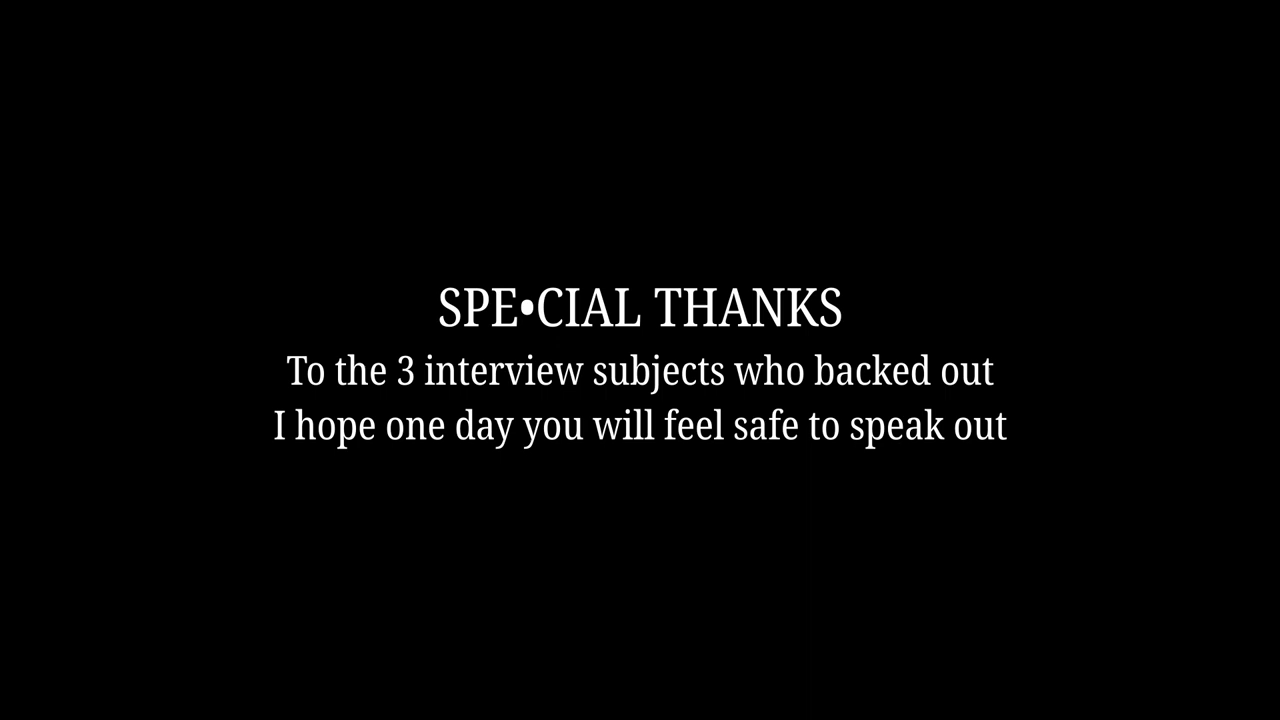 SPE•CIAL THANKS
To the 3 interview subjects who backed out
I hope one day you will feel safe to speak out